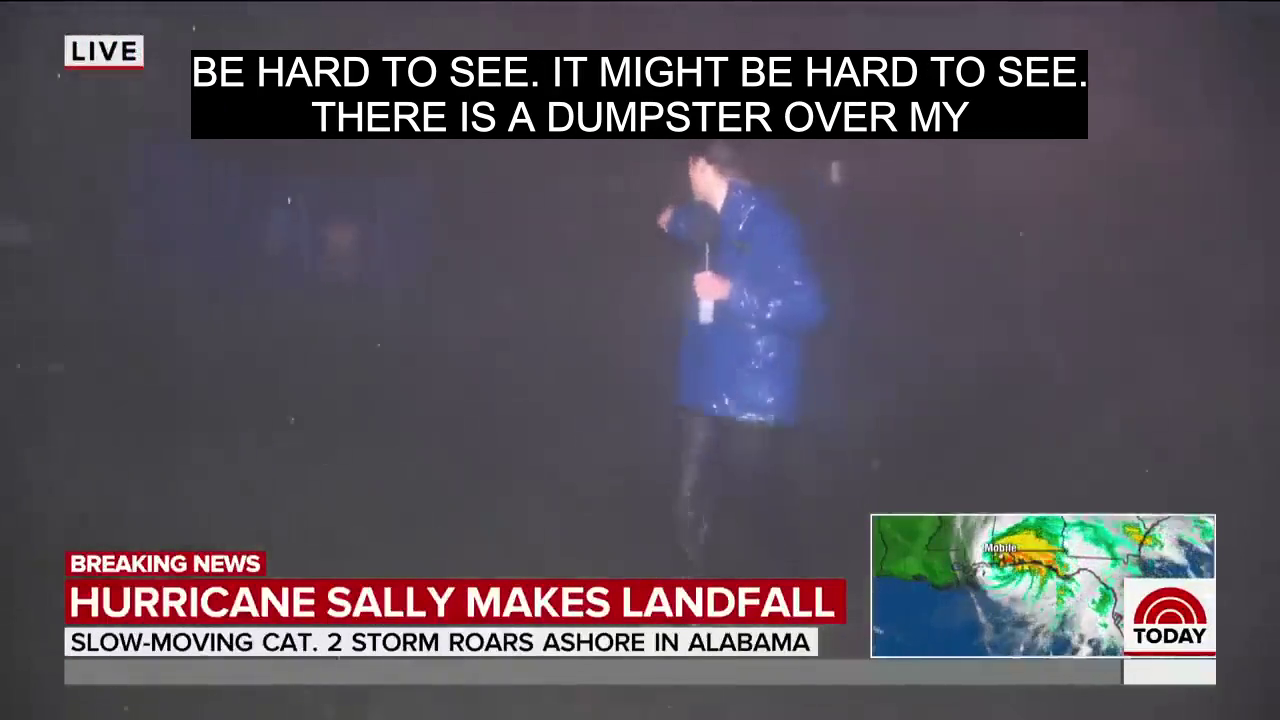 LIVE
BE HARD TO SEE. IT MIGHT BE HARD TO SEE.
THERE IS A DUMPSTER OVER MY
BREAKING NEWS
HURRICANE SALLY MAKES LANDFALL
SLOW-MOVING CAT. 2 STORM ROARS ASHORE IN ALABAMA
Mobile
TODAY